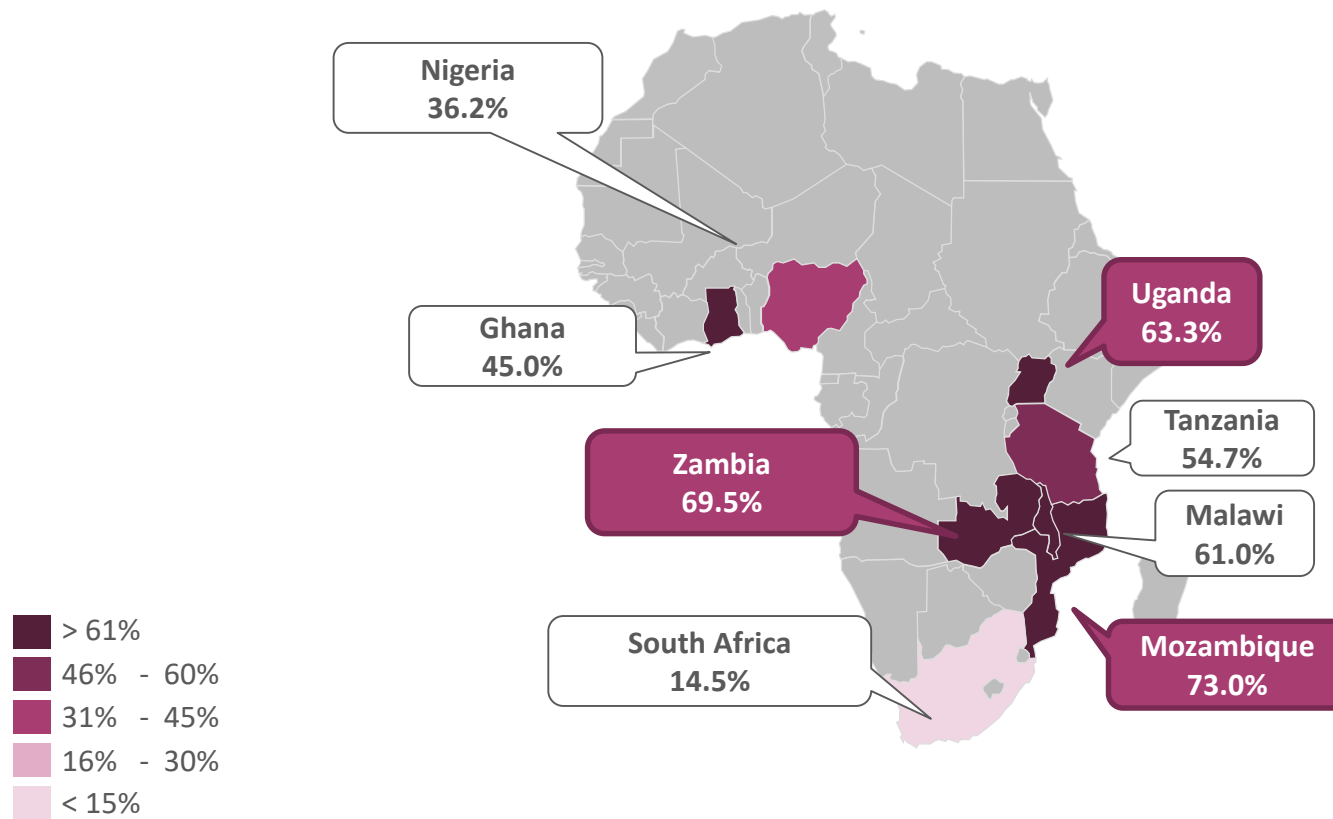 Nigeria
36.2%
Ghana
45.0%
Uganda
63.3%
Tanzania
54.7%
Zambia
69.5%
Malawi
61.0%
South Africa
14.5%
Mozambique
73.0%
> 61%
46% - 60%
31% - 45%
16% - 30%
< 15%